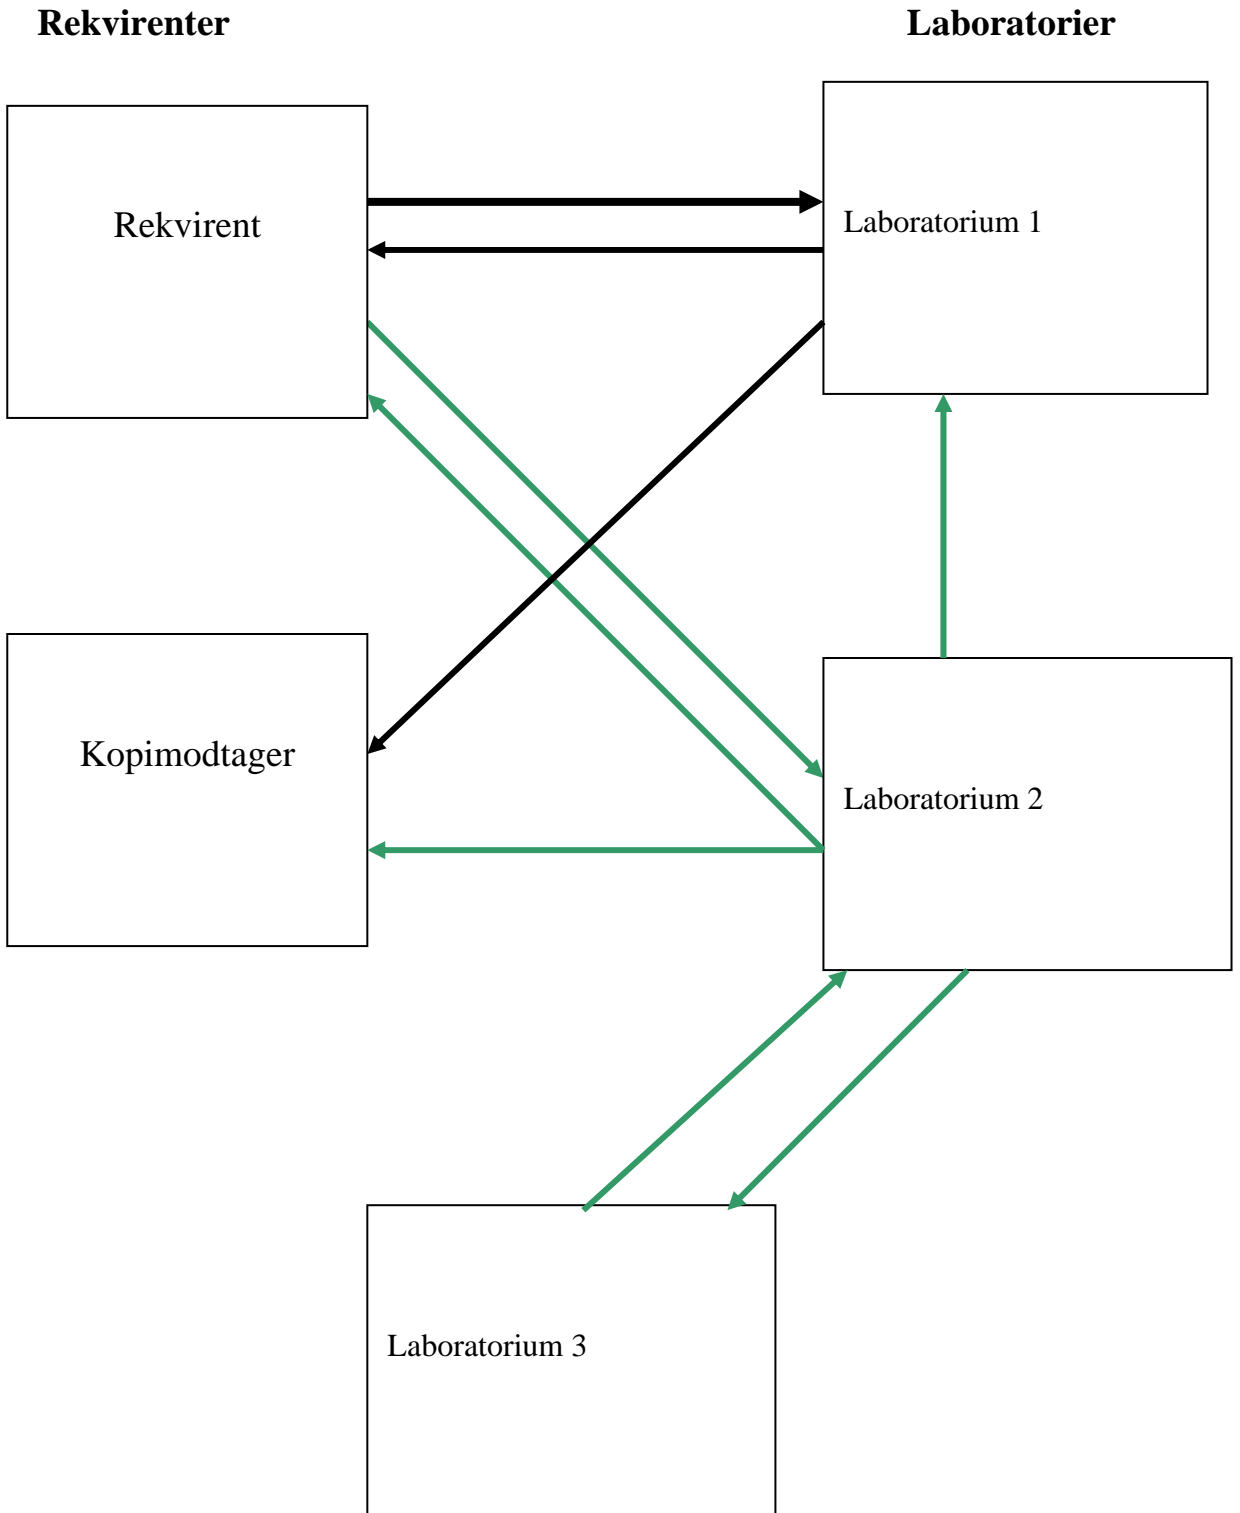 Rekvirenter
Laboratorier
Rekvirent
Laboratorium 1
Kopimodtager
Laboratorium 2
Laboratorium 3